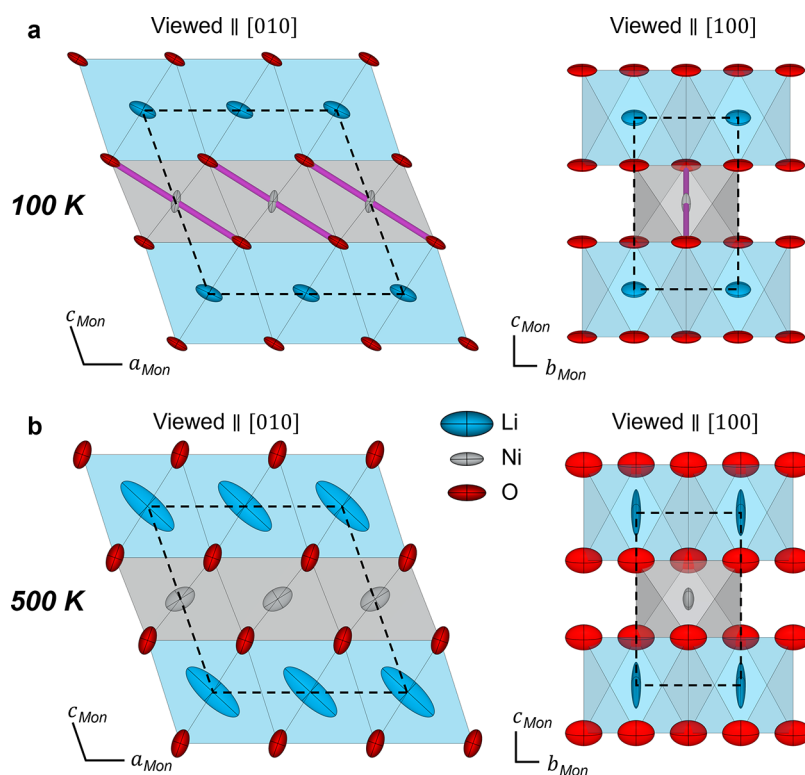 a
Viewed ∥ [010]
Viewed ∥ [100]
100 K
c_Mon
a_Mon
c_Mon
b_Mon
b
Viewed ∥ [010]
Viewed ∥ [100]
Li
Ni
O
500 K
c_Mon
a_Mon
c_Mon
b_Mon